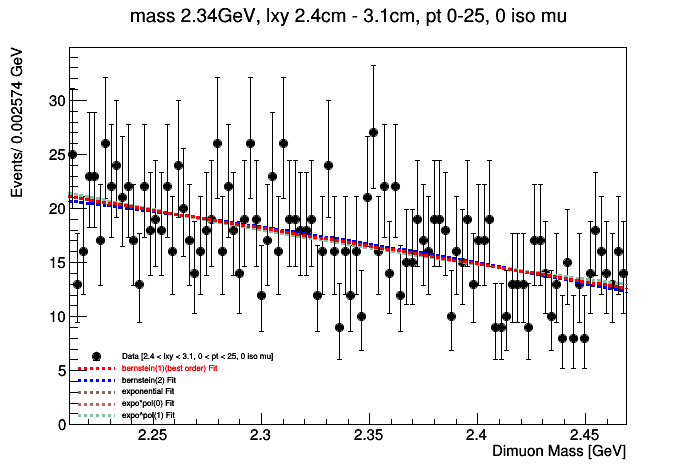 mass 2.34GeV, lxy 2.4cm - 3.1cm, pt 0-25, 0 iso mu
Events/ 0.002574 GeV
30
25
20
15
10
5
0
Data [2.4 < lxy < 3.1, 0 < pt < 25, 0 iso mu]
bernstein(1)(best order) Fit
bernstein(2) Fit
exponential Fit
expo*pol(0) Fit
expo*pol(1) Fit
2.25
2.3
2.35
2.4
2.45
Dimuon Mass [GeV]